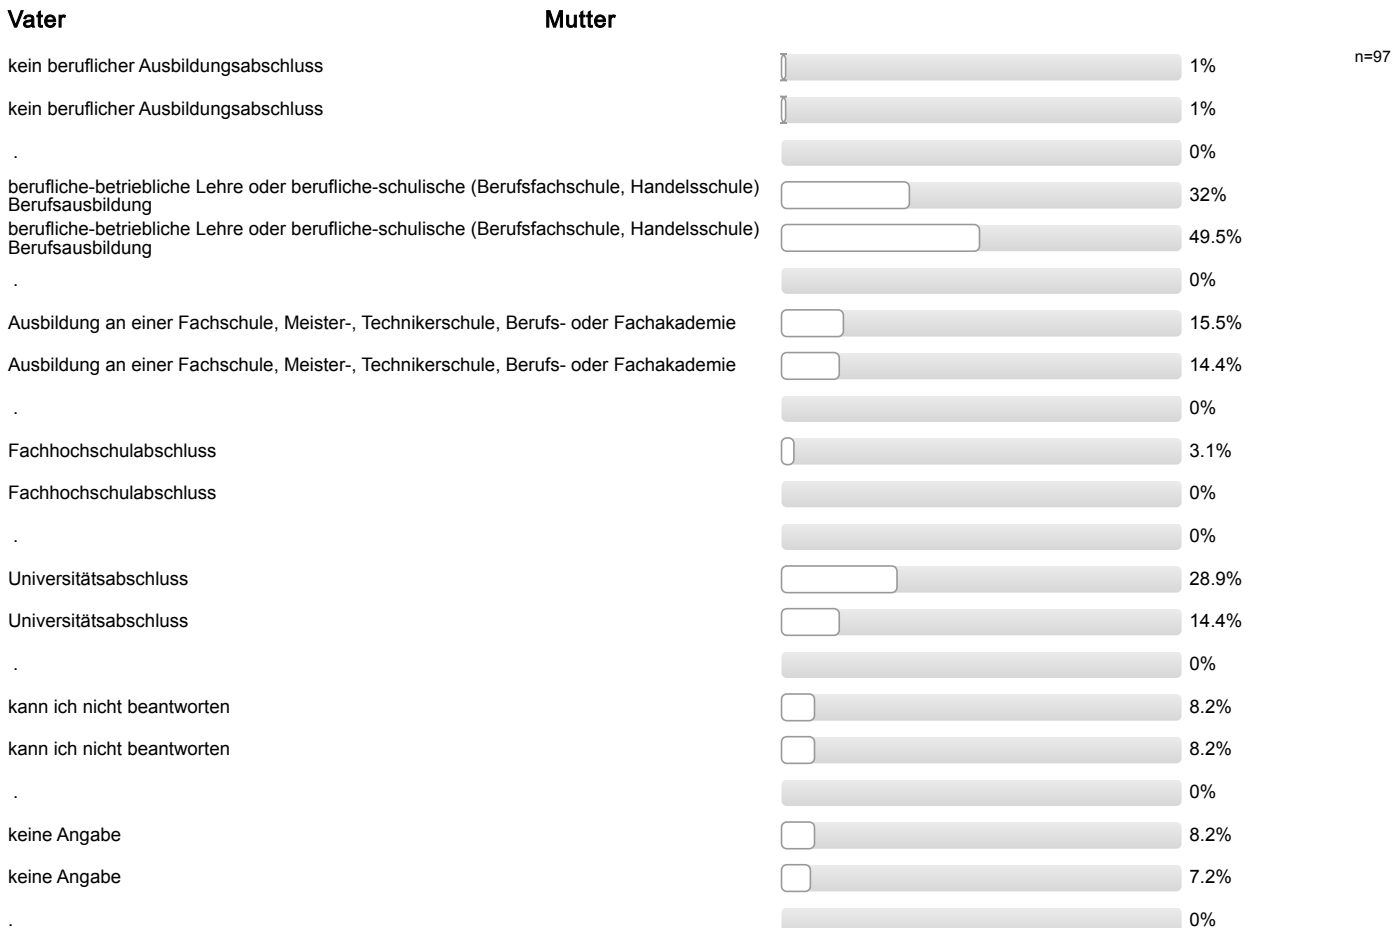 Vater Mutter
kein beruflicher Ausbildungsabschluss 1% n=97
kein beruflicher Ausbildungsabschluss 1%
. 0%
berufliche-betriebliche Lehre oder berufliche-schulische (Berufsfachschule, Handelsschule)
Berufsausbildung 32%
berufliche-betriebliche Lehre oder berufliche-schulische (Berufsfachschule, Handelsschule)
Berufsausbildung 49.5%
. 0%
Ausbildung an einer Fachschule, Meister-, Technikerschule, Berufs- oder Fachakademie 15.5%
Ausbildung an einer Fachschule, Meister-, Technikerschule, Berufs- oder Fachakademie 14.4%
. 0%
Fachhochschulabschluss 3.1%
Fachhochschulabschluss 0%
. 0%
Universitätsabschluss 28.9%
Universitätsabschluss 14.4%
. 0%
kann ich nicht beantworten 8.2%
kann ich nicht beantworten 8.2%
. 0%
keine Angabe 8.2%
keine Angabe 7.2%
. 0%